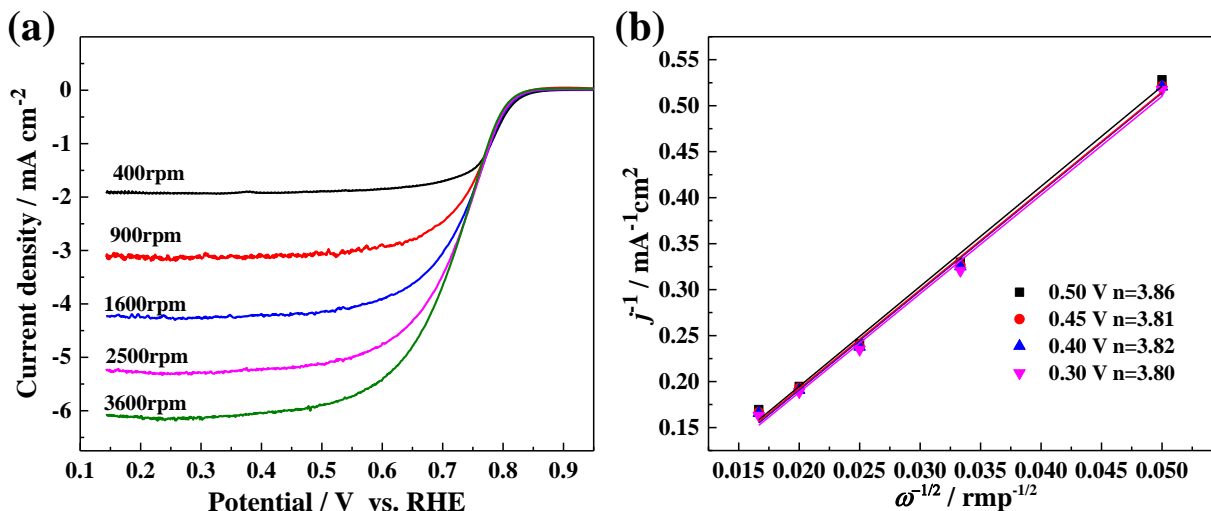 (a)
Current density / mA cm-2
0
-1
-2
-3
-4
-5
-6
400rpm
900rpm
1600rpm
2500rpm
3600rpm
0.1 0.2 0.3 0.4 0.5 0.6 0.7 0.8 0.9
Potential / V vs. RHE
(b)
j-1 / mA-1cm2
0.55
0.50
0.45
0.40
0.35
0.30
0.25
0.20
0.15
0.50 V n=3.86
0.45 V n=3.81
0.40 V n=3.82
0.30 V n=3.80
0.015 0.020 0.025 0.030 0.035 0.040 0.045 0.050
ω-1/2 / rmp-1/2